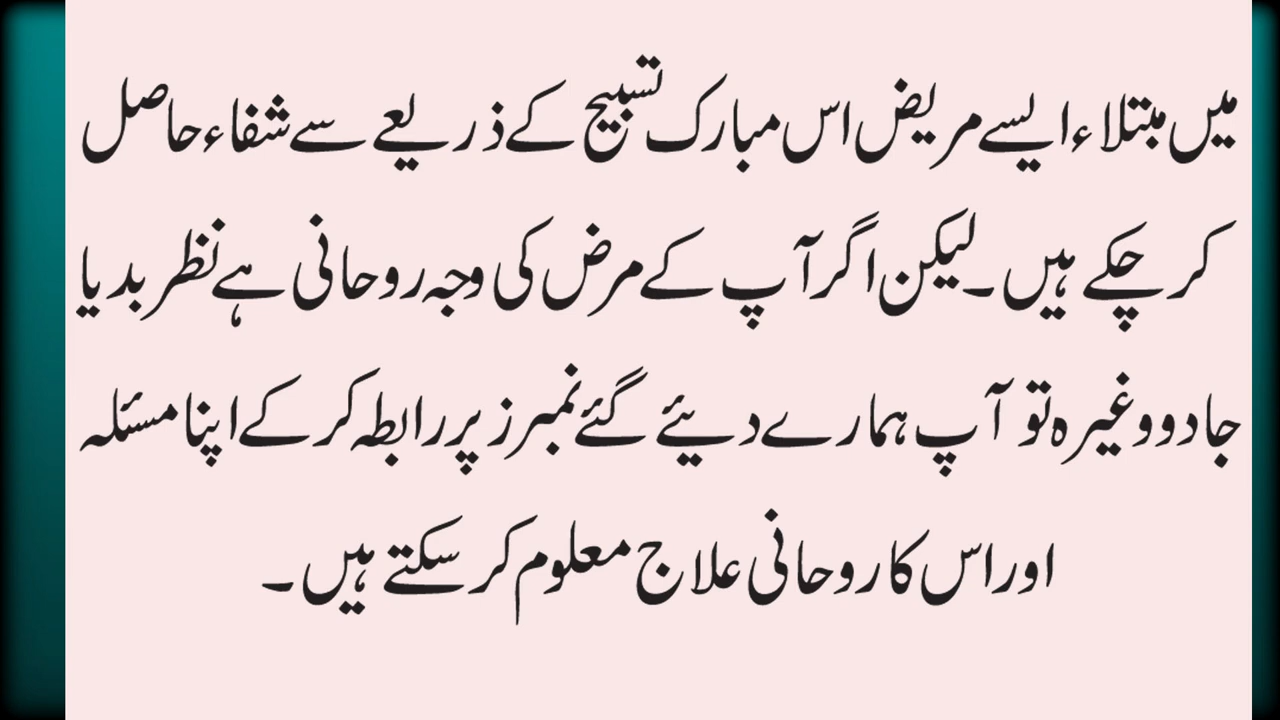 میں مبتلاء ایسے مریض اس مبارک تسبیح کے ذریعے سے شفاء حاصل
کر چکے ہیں۔ لیکن اگر آپ کے مرض کی وجہ روحانی ہے نظر بد یا
جادو وغیرہ تو آپ ہمارے دیئے گئے نمبرز پر رابطہ کر کے اپنا مسئلہ
اور اس کا روحانی علاج معلوم کر سکتے ہیں۔